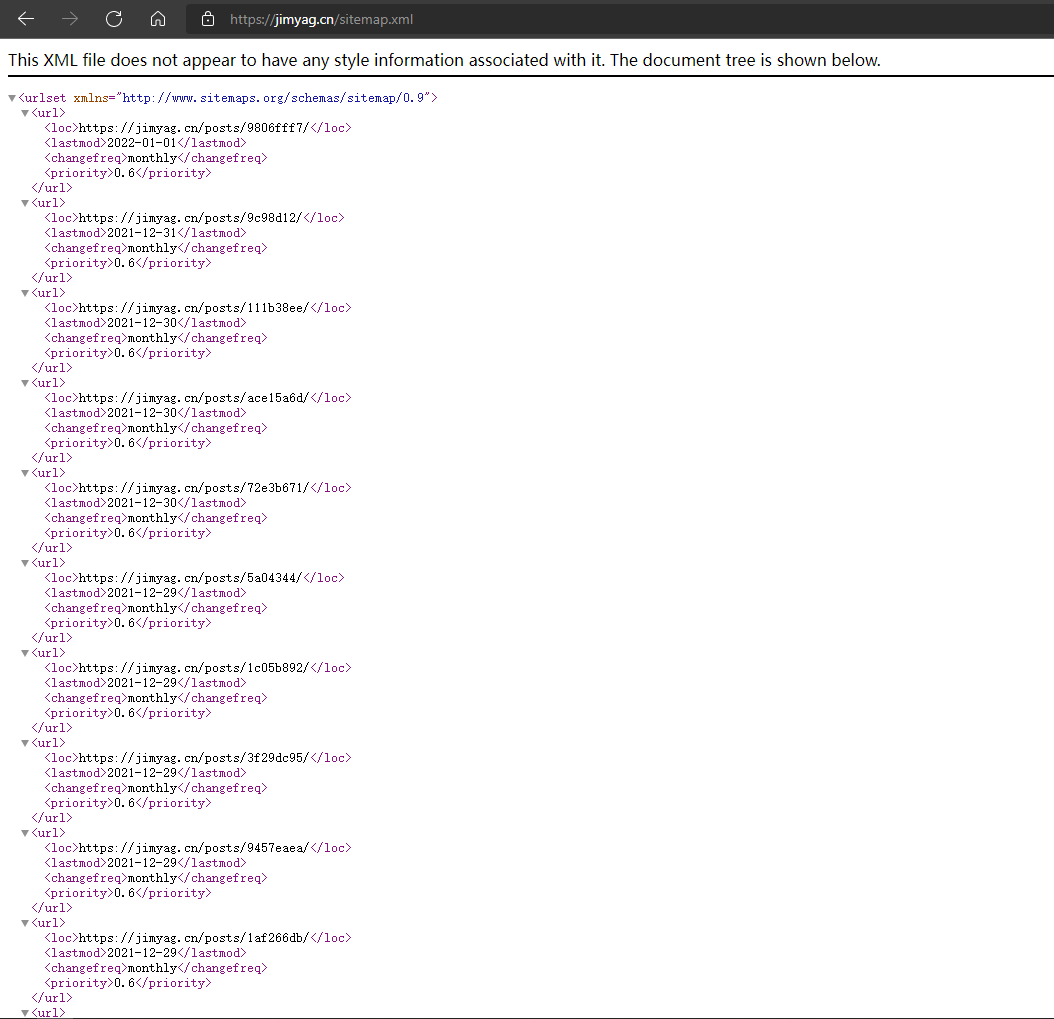 https://jimyag.cn/sitemap.xml
This XML file does not appear to have any style information associated with it. The document tree is shown below.
<urlset xmlns="http://www.sitemaps.org/schemas/sitemap/0.9">
<url>
<loc>https://jimyag.cn/posts/9806fff7/</loc>
<lastmod>2022-01-01</lastmod>
<changefreq>monthly</changefreq>
<priority>0.6</priority>
</url>
<url>
<loc>https://jimyag.cn/posts/9c98d12/</loc>
<lastmod>2021-12-31</lastmod>
<changefreq>monthly</changefreq>
<priority>0.6</priority>
</url>
<url>
<loc>https://jimyag.cn/posts/111b38ee/</loc>
<lastmod>2021-12-30</lastmod>
<changefreq>monthly</changefreq>
<priority>0.6</priority>
</url>
<url>
<loc>https://jimyag.cn/posts/ace15a6d/</loc>
<lastmod>2021-12-30</lastmod>
<changefreq>monthly</changefreq>
<priority>0.6</priority>
</url>
<url>
<loc>https://jimyag.cn/posts/72e3b671/</loc>
<lastmod>2021-12-30</lastmod>
<changefreq>monthly</changefreq>
<priority>0.6</priority>
</url>
<url>
<loc>https://jimyag.cn/posts/5a04344/</loc>
<lastmod>2021-12-29</lastmod>
<changefreq>monthly</changefreq>
<priority>0.6</priority>
</url>
<url>
<loc>https://jimyag.cn/posts/1c05b892/</loc>
<lastmod>2021-12-29</lastmod>
<changefreq>monthly</changefreq>
<priority>0.6</priority>
</url>
<url>
<loc>https://jimyag.cn/posts/3f29dc95/</loc>
<lastmod>2021-12-29</lastmod>
<changefreq>monthly</changefreq>
<priority>0.6</priority>
</url>
<url>
<loc>https://jimyag.cn/posts/9457eaea/</loc>
<lastmod>2021-12-29</lastmod>
<changefreq>monthly</changefreq>
<priority>0.6</priority>
</url>
<url>
<loc>https://jimyag.cn/posts/1af266db/</loc>
<lastmod>2021-12-29</lastmod>
<changefreq>monthly</changefreq>
<priority>0.6</priority>
</url>
<url>